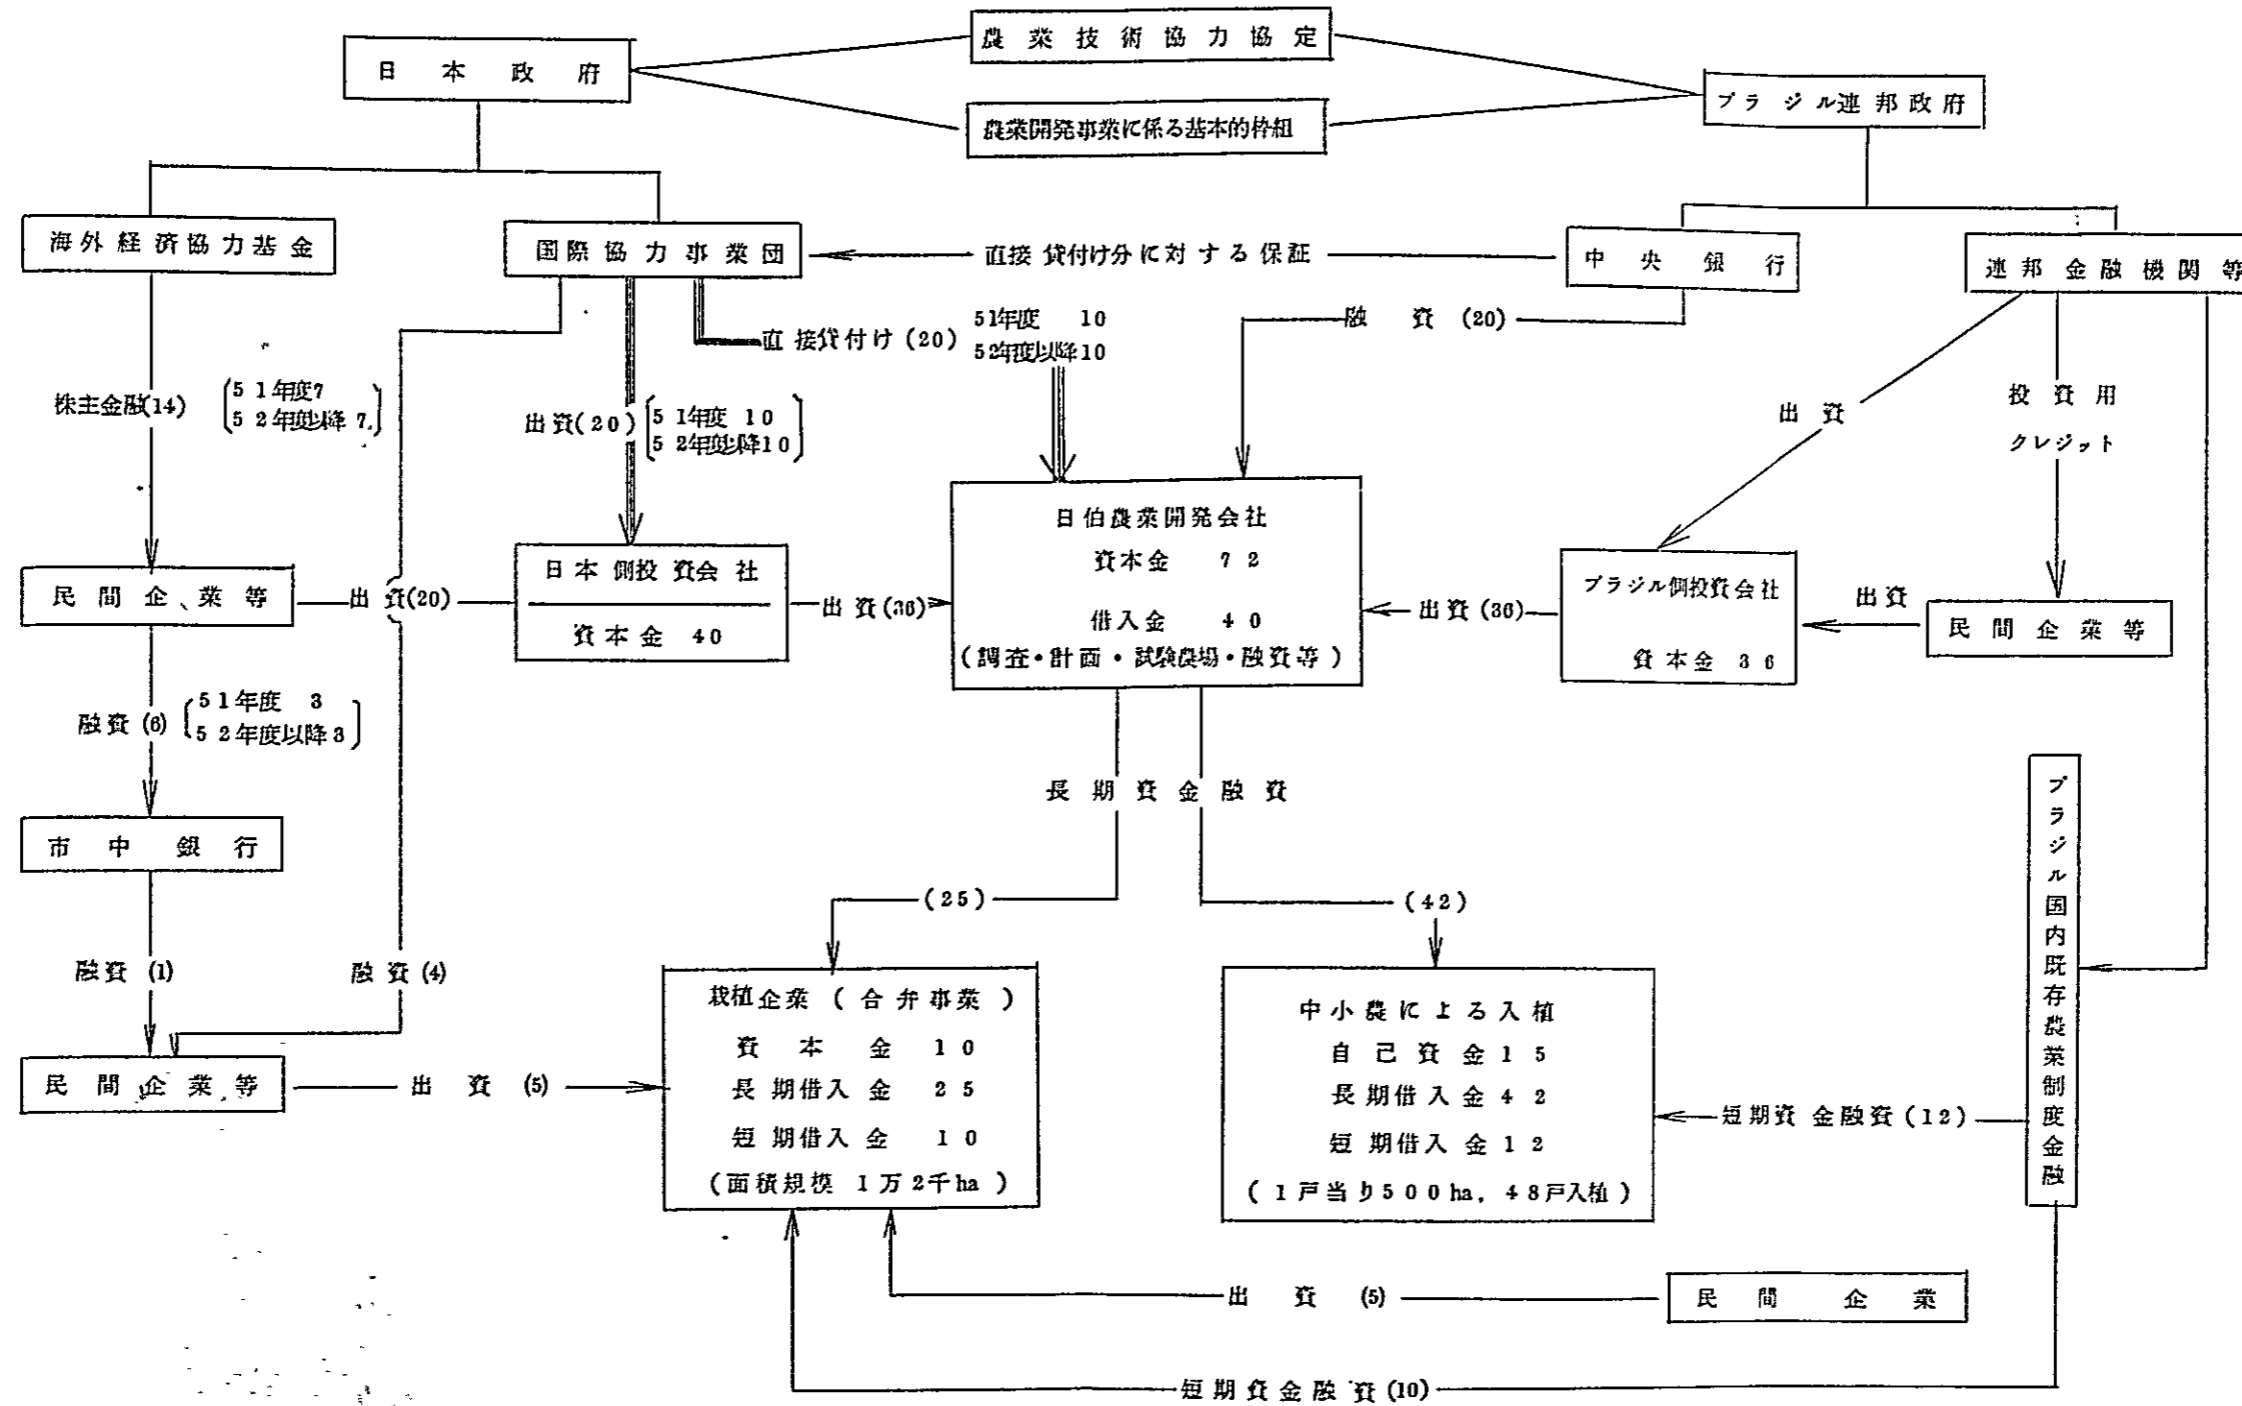 農業技術協力協定
日本政府
ブラジル連邦政府
農業開発事業に係る基本的枠組
海外経済協力基金
国際協力事業団
直接貸付け分に対する保証
中央銀行
連邦金融機関等
直接貸付け(20)
51年度 10
52年度以降10
融資(20)
株主金融(14)
51年度7
52年度以降7
出資(20)
51年度 10
52年度以降10
出資
投資用
クレジット
日伯農業開発会社
資本金 72
借入金 40
(調査・計画・試験農場・融資等)
民間企業等
出資(20)
日本側投資会社
資本金 40
出資(36)
出資(36)
ブラジル側投資会社
資本金 36
出資
民間企業等
融資(6)
51年度 3
52年度以降3
長期資金融資
市中銀行
(25)
(42)
ブラジル国内既存農業制度金融
融資(1)
融資(4)
栽植企業(合弁事業)
資本金 10
長期借入金 25
短期借入金 10
(面積規模 1万2千ha)
中小農による入植
自己資金15
長期借入金42
短期借入金12
(1戸当り500ha, 48戸入植)
短期資金融資(12)
民間企業等
出資(5)
出資(5)
民間企業
短期資金融資(10)